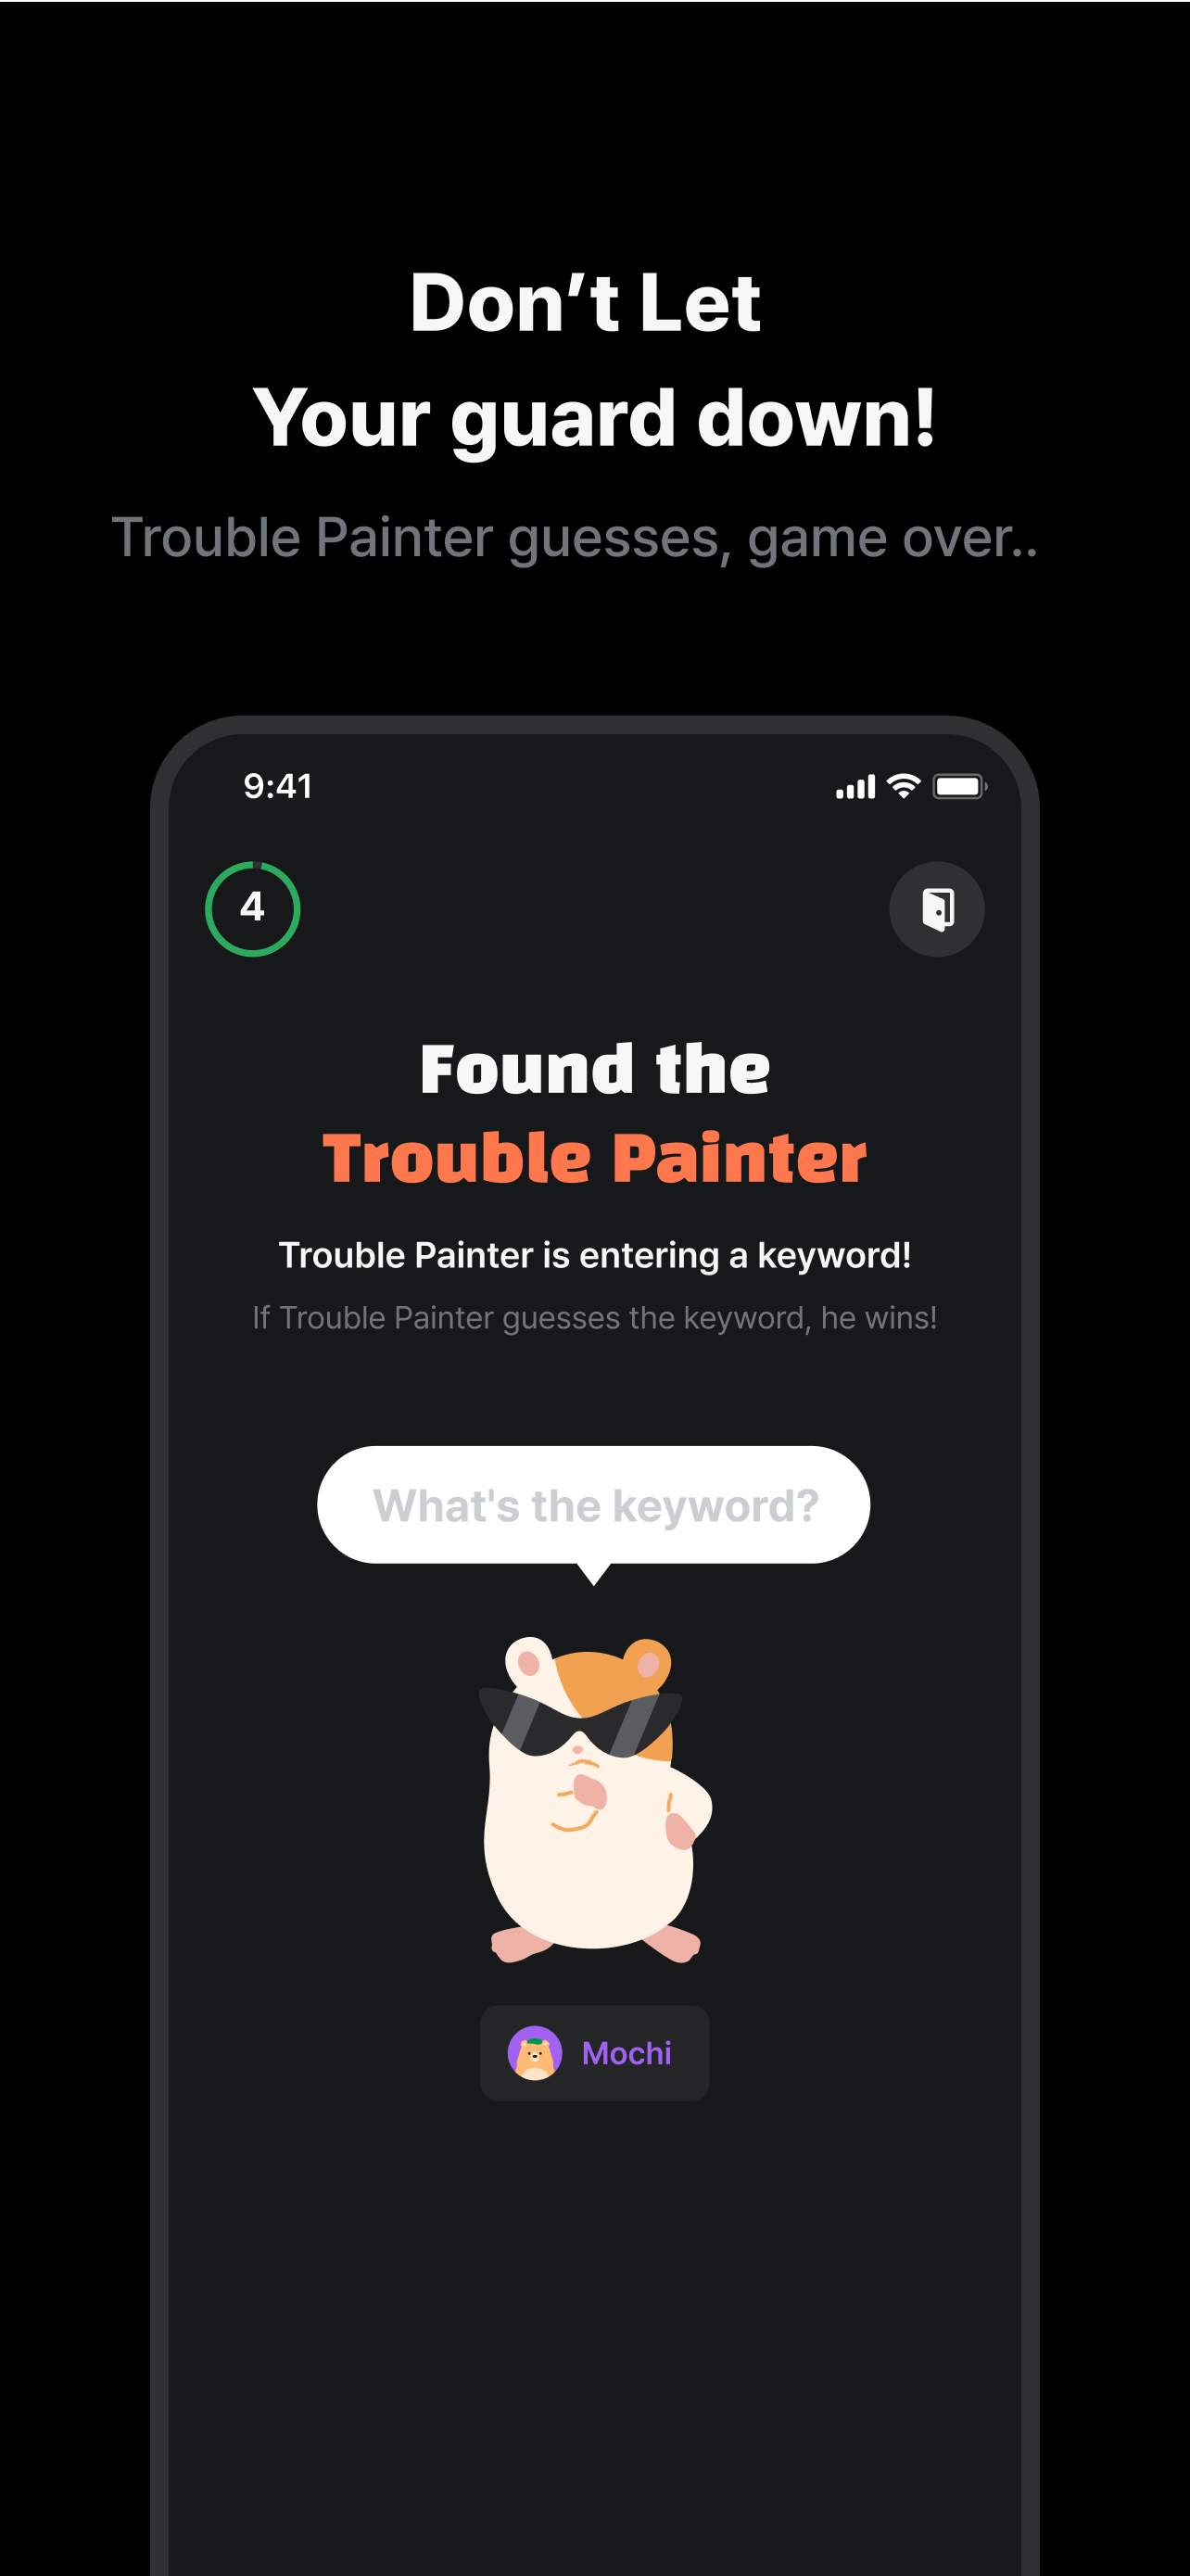 Don’t Let
Your guard down!
Trouble Painter guesses, game over..
9:41
4
Found the
Trouble Painter
Trouble Painter is entering a keyword!
If Trouble Painter guesses the keyword, he wins!
What's the keyword?
Mochi